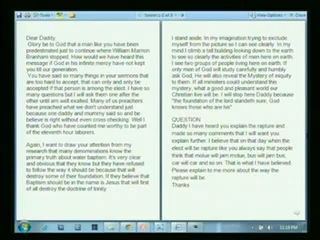 Tools
Screens 2 of 3
View Options
Close
Dear Daddy.
Glory be to God that a man like you have been
predestinated just to continue where William Marrion
Branham stopped. How would we have heard this
message if God in his infinite mercy have not kept
you till our generation.
You have said so many things in your sermons that
are too hard to accept, that can only and only be
accepted if that person is among the elect. I have so
many questions but I will ask them one after the
other until am well exalted. Many of us preachers
have preached what we don't understand just
because one daddy and mummy said so and be
believe is right without even cross checking. Well I
thank God who have counted me worthy to be part
of the eleventh hour laborers.
Again, I want to draw your attention from my
research that many denominations know the
primary truth about water baptism. It's very clear
and obvious that they know but they have refused
to follow the way it should be because that will
destroy some of their foundation. If they believe that
Baptism should be in the name is Jesus that will first
of all destroy the doctrine of trinity.
I stand aside. In my imagination trying to exclude
myself from the picture so I can see clearly. In my
mind I climb a tall building looking down to the earth
to see so clearly the activities of men here on earth.
I see two groups of people living here on earth. If
only men of God will study carefully and humbly
ask God, He will also reveal the Mystery of iniquity
to them. If all ministers could understand this
mystery, what a good and pleasant world our
Christian live will be. I will stop here Daddy because
"The foundation of the land standeth sure, God
knows those who are his"
QUESTION
Daddy I have heard you explain the rapture and
made so many comments that I will want you
explain further. I believe that on that day when the
elect will be rapture like you always say that people
think that motue will jam motue, bus will jam bus,
car will car and so on. That is what I have believed.
Please explain to me more about the way the
rapture will be.
Thanks